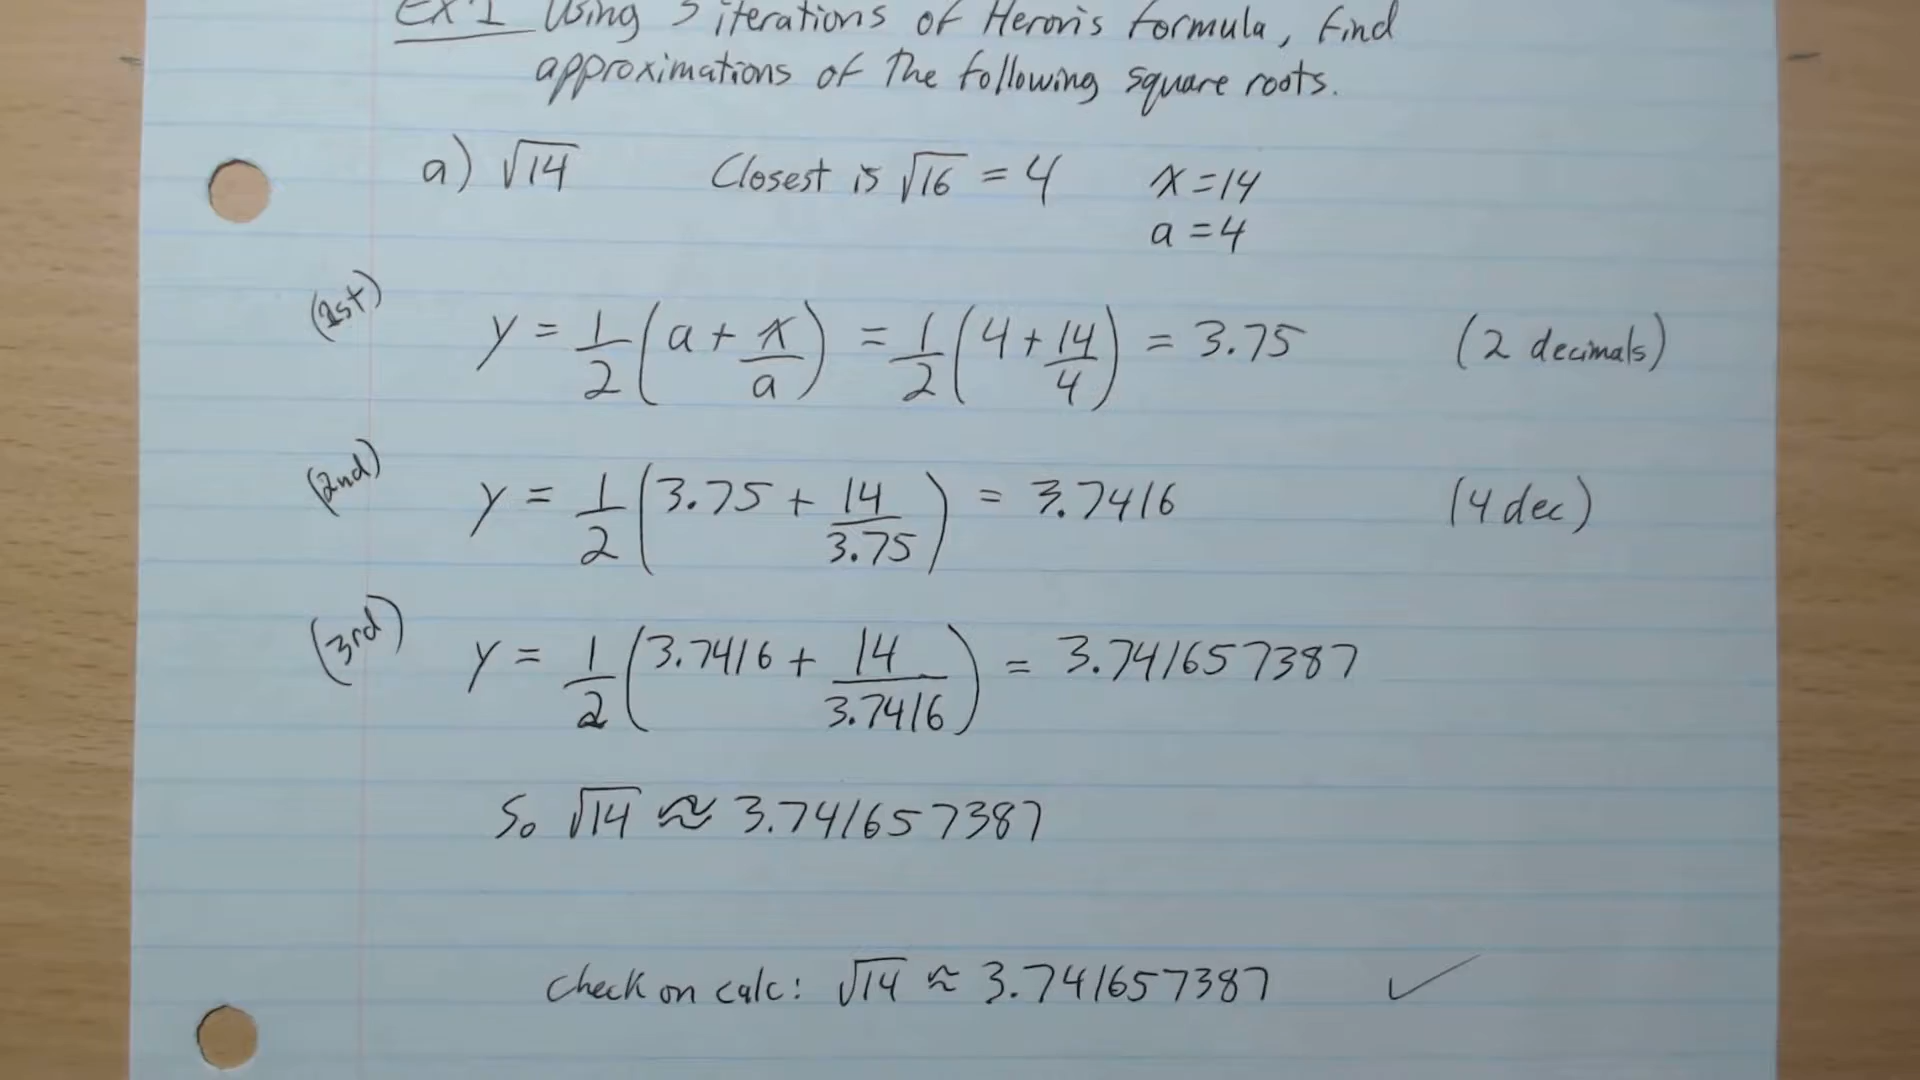 Ex 1 Using 3 iterations of Heron's formula, find
approximations of the following square roots.
a) √14 Closest is √16 = 4 x = 14
a = 4
(1st) y = 1/2 (a + x/a) = 1/2 (4 + 14/4) = 3.75 (2 decimals)
(2nd) y = 1/2 (3.75 + 14/3.75) = 3.7416 (4 dec)
(3rd) y = 1/2 (3.7416 + 14/3.7416) = 3.741657387
So √14 ≈ 3.741657387
Check on calc: √14 ≈ 3.741657387 ✓